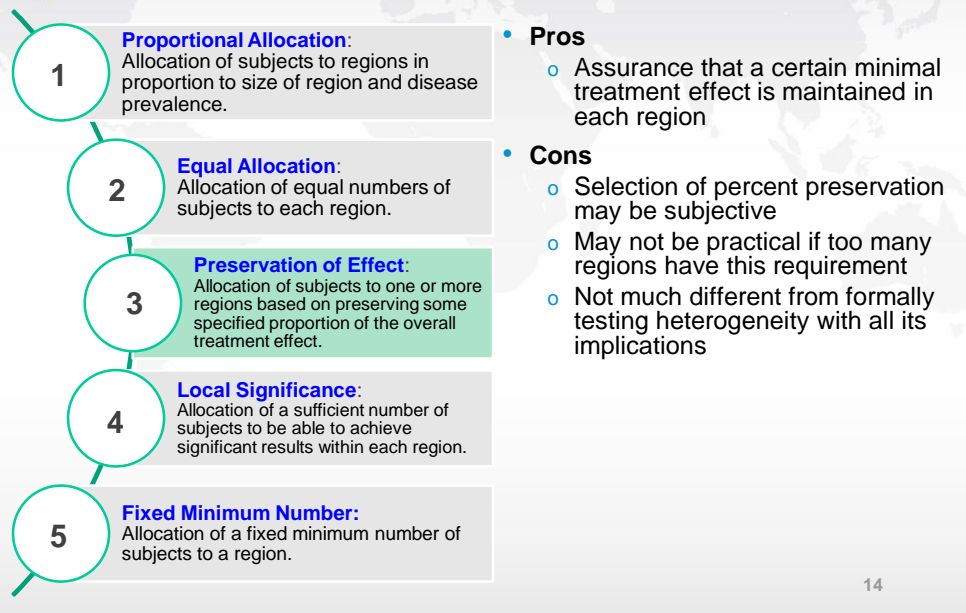 1
Proportional Allocation:
Allocation of subjects to regions in
proportion to size of region and disease
prevalence.
2
Equal Allocation:
Allocation of equal numbers of
subjects to each region.
3
Preservation of Effect:
Allocation of subjects to one or more
regions based on preserving some
specified proportion of the overall
treatment effect.
4
Local Significance:
Allocation of a sufficient number of
subjects to be able to achieve
significant results within each region.
5
Fixed Minimum Number:
Allocation of a fixed minimum number of
subjects to a region.
• Pros
o Assurance that a certain minimal
treatment effect is maintained in
each region
• Cons
o Selection of percent preservation
may be subjective
o May not be practical if too many
regions have this requirement
o Not much different from formally
testing heterogeneity with all its
implications
14